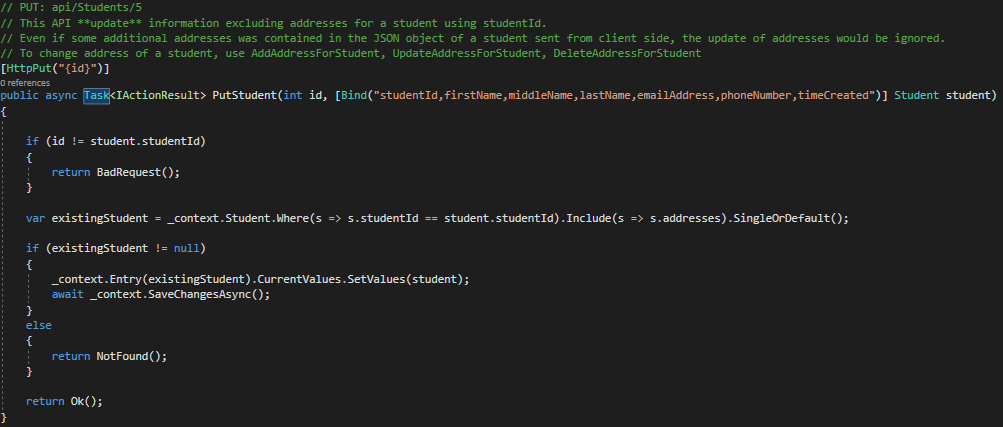 // PUT: api/Students/5
// This API **update** information excluding addresses for a student using studentId.
// Even if some additional addresses was contained in the JSON object of a student sent from client side, the update of addresses would be ignored.
// To change address of a student, use AddAddressForStudent, UpdateAddressForStudent, DeleteAddressForStudent
[HttpPut("{id}")]
0 references
public async Task<IActionResult> PutStudent(int id, [Bind("studentId,firstName,middleName,lastName,emailAddress,phoneNumber,timeCreated")] Student student)
{
if (id != student.studentId)
{
return BadRequest();
}
var existingStudent = _context.Student.Where(s => s.studentId == student.studentId).Include(s => s.addresses).SingleOrDefault();
if (existingStudent != null)
{
_context.Entry(existingStudent).CurrentValues.SetValues(student);
await _context.SaveChangesAsync();
}
else
{
return NotFound();
}
return Ok();
}